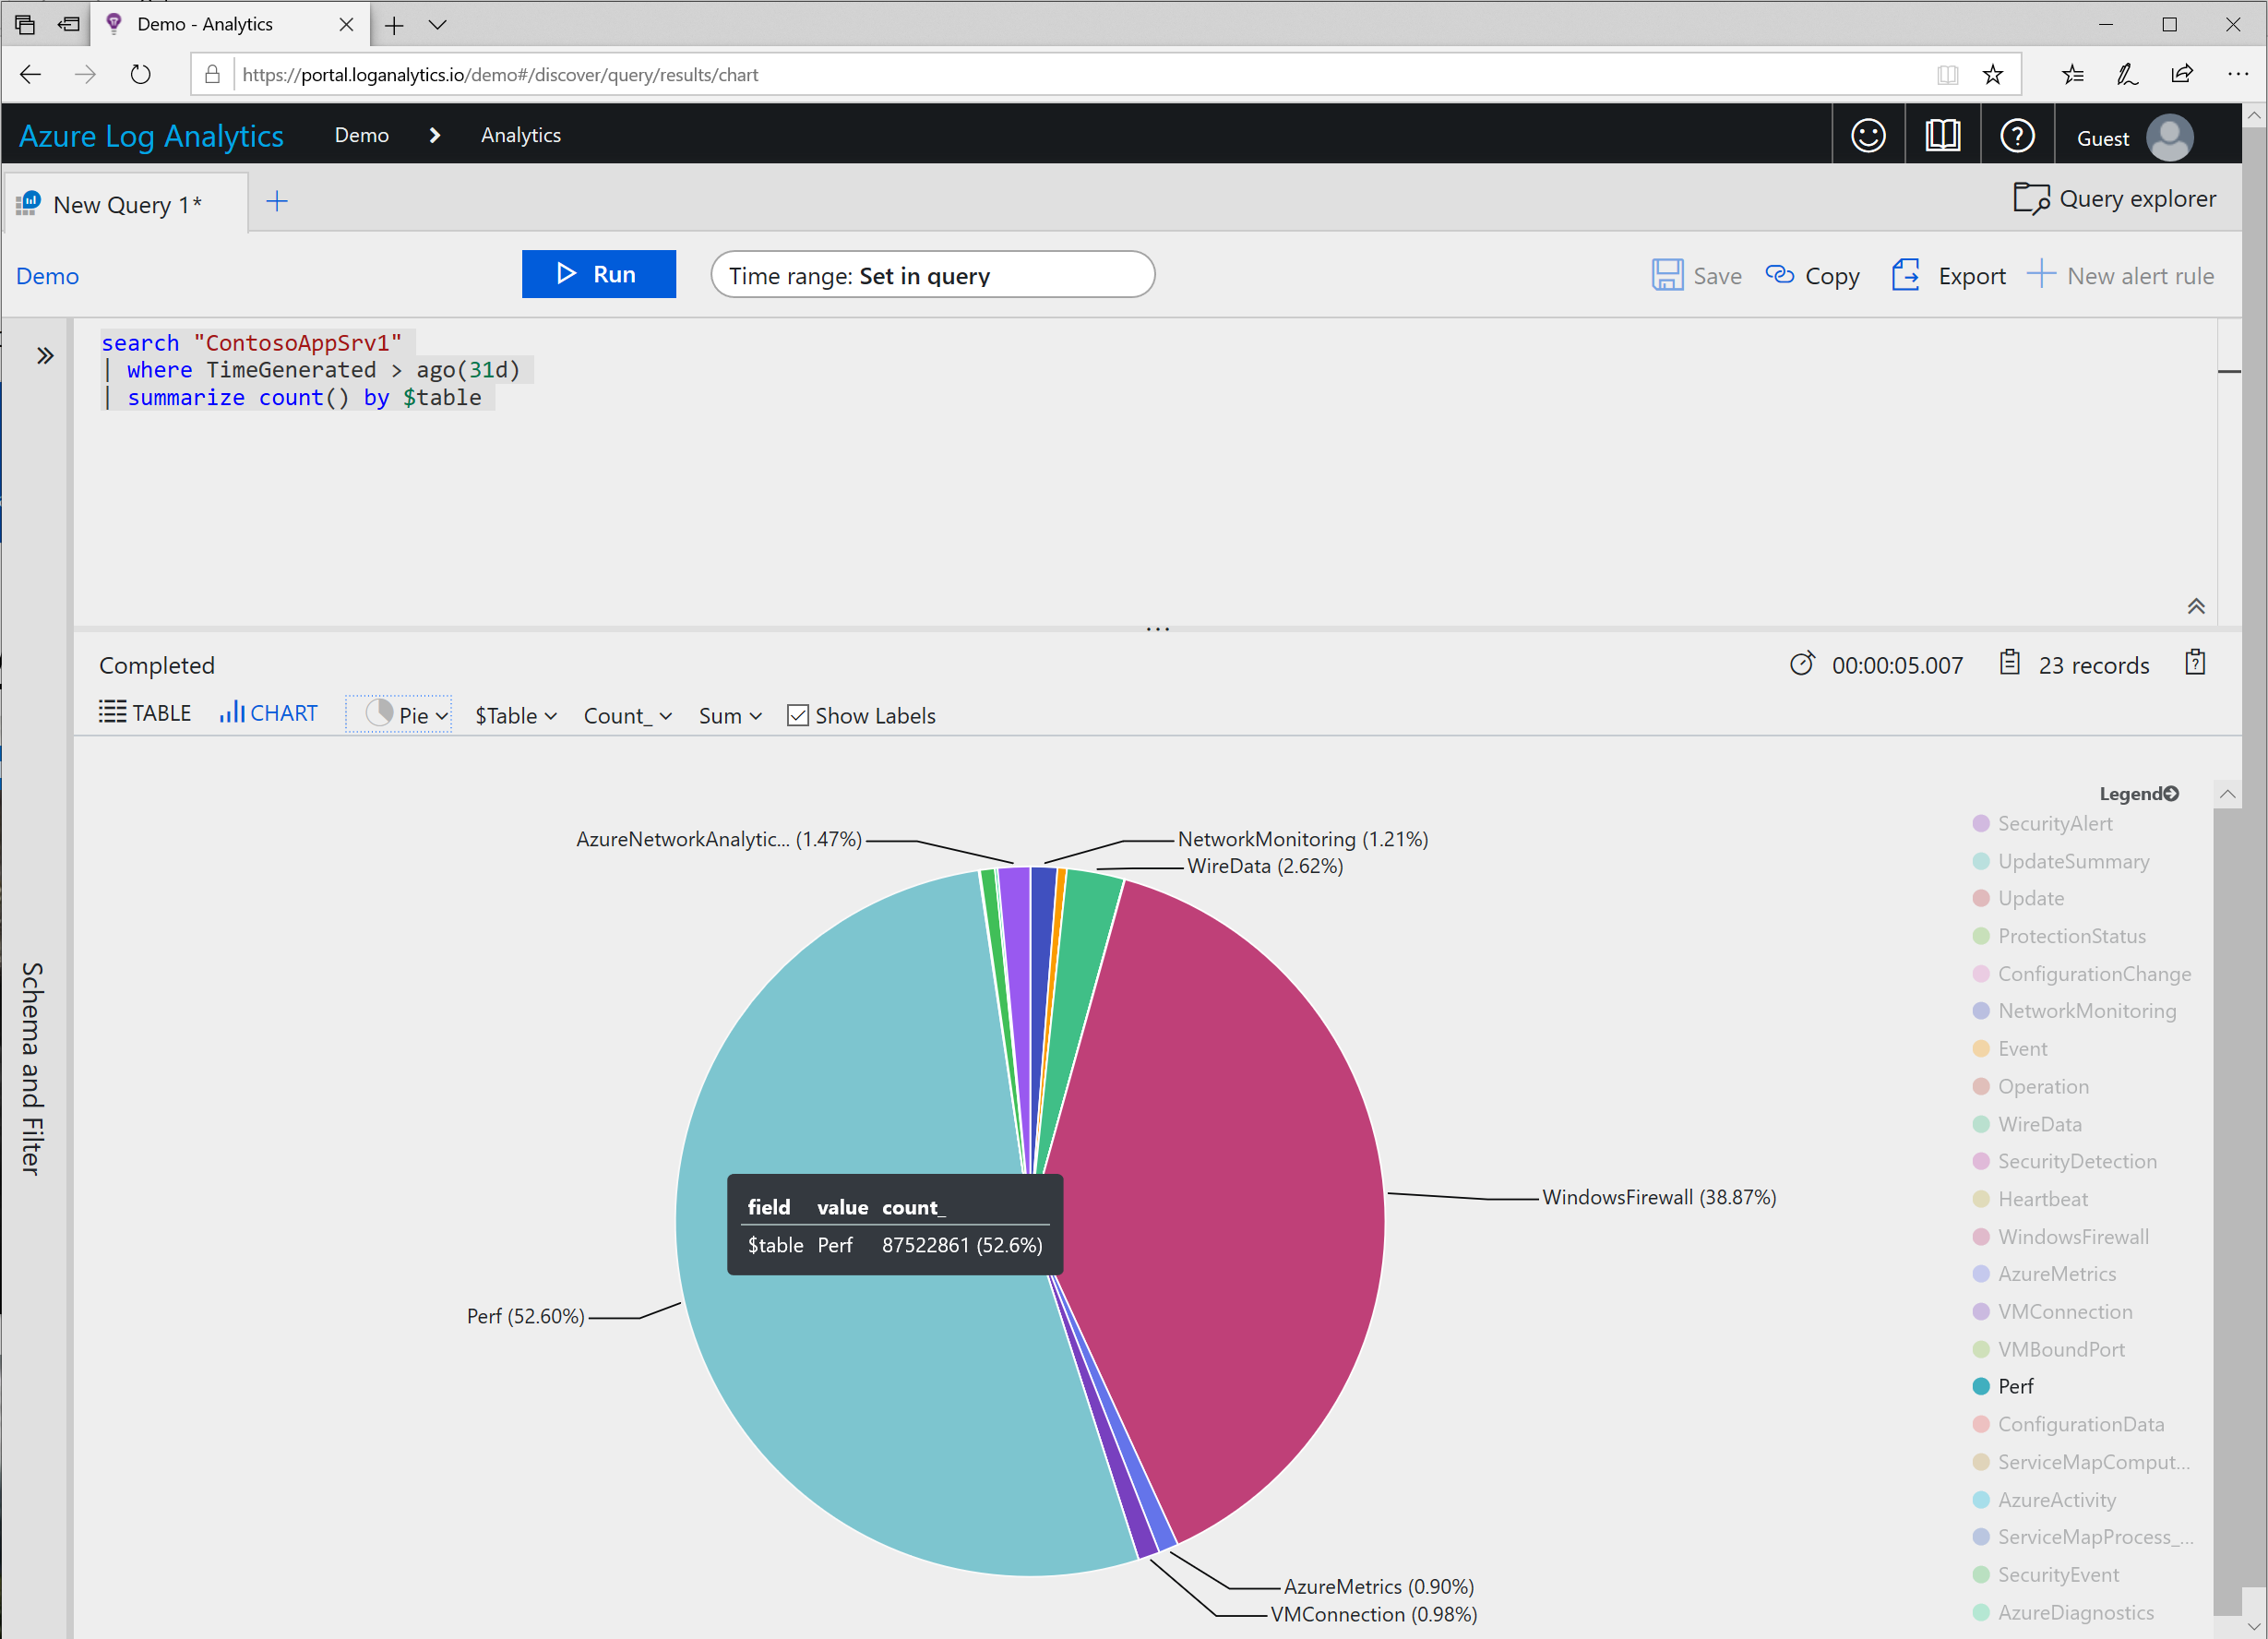 Demo - Analytics
https://portal.loganalytics.io/demo#/discover/query/results/chart
Azure Log Analytics Demo Analytics Guest
New Query 1* Query explorer
Demo Run Time range: Set in query Save Copy Export New alert rule
search "ContosoAppSrv1"
| where TimeGenerated > ago(31d)
| summarize count() by $table
Schema and Filter
Completed 00:00:05.007 23 records
TABLE CHART Pie $Table Count_ Sum Show Labels
AzureNetworkAnalytic... (1.47%)
NetworkMonitoring (1.21%)
WireData (2.62%)
WindowsFirewall (38.87%)
field value count_
$table Perf 87522861 (52.6%)
Perf (52.60%)
AzureMetrics (0.90%)
VMConnection (0.98%)
Legend
SecurityAlert
UpdateSummary
Update
ProtectionStatus
ConfigurationChange
NetworkMonitoring
Event
Operation
WireData
SecurityDetection
Heartbeat
WindowsFirewall
AzureMetrics
VMConnection
VMBoundPort
Perf
ConfigurationData
ServiceMapComput...
AzureActivity
ServiceMapProcess_...
SecurityEvent
AzureDiagnostics